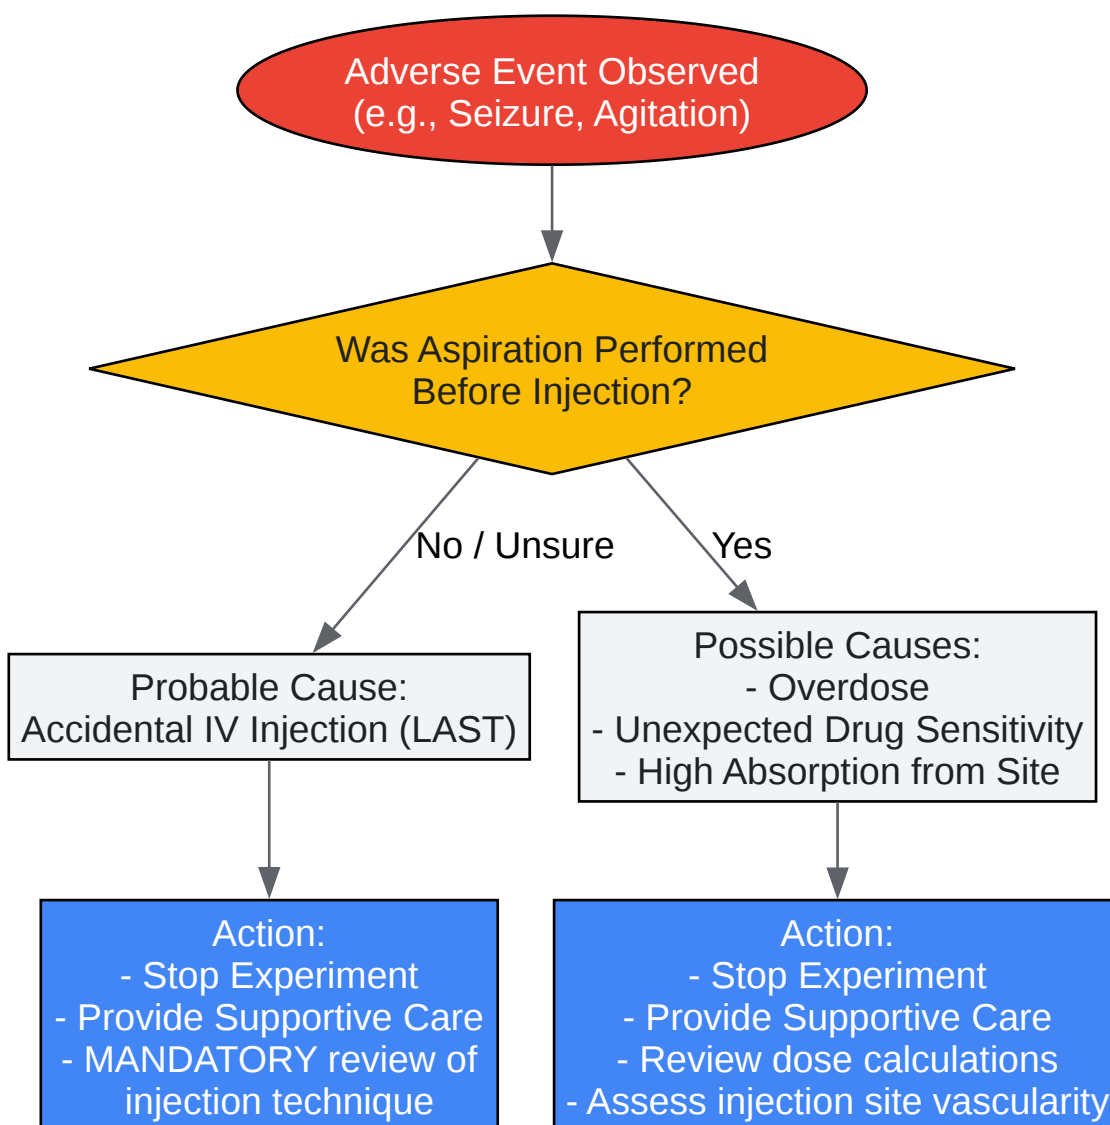 Adverse Event Observed
(e.g., Seizure, Agitation)
Was Aspiration Performed
Before Injection?
No / Unsure
Yes
Probable Cause:
Accidental IV Injection (LAST)
Possible Causes:
- Overdose
- Unexpected Drug Sensitivity
- High Absorption from Site
Action:
- Stop Experiment
- Provide Supportive Care
- MANDATORY review of
injection technique
Action:
- Stop Experiment
- Provide Supportive Care
- Review dose calculations
- Assess injection site vascularity